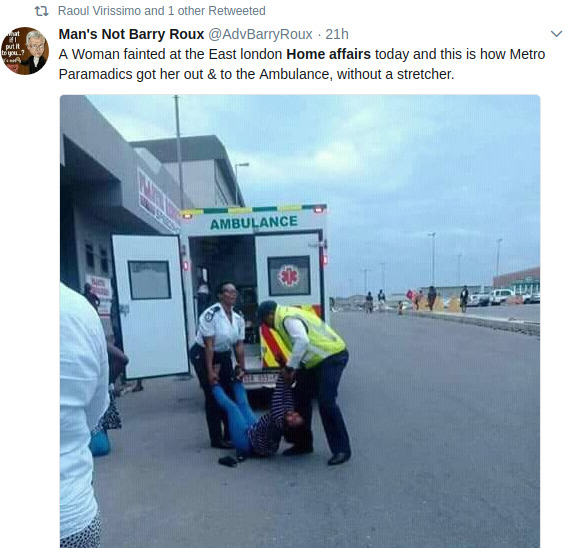 Raoul Virissimo and 1 other Retweeted
Man's Not Barry Roux @AdvBarryRoux · 21h
A Woman fainted at the East london Home affairs today and this is how Metro
Paramadics got her out & to the Ambulance, without a stretcher.
AMBULANCE